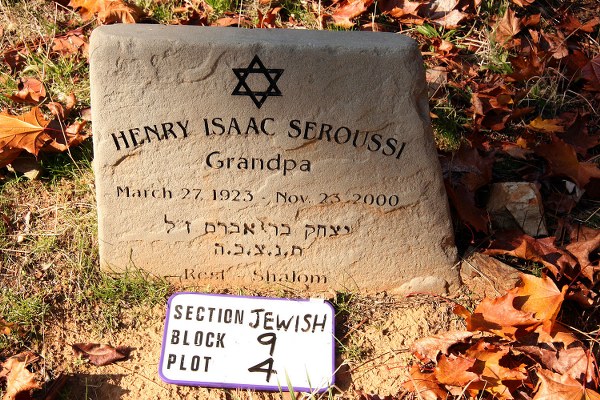 HENRY ISAAC SEROUSSI
Grandpa
March 27, 1923 - Nov. 23, 2000
יצחק בר אברם ז"ל
ת.נ.צ.ב.ה
Rest Shalom
SECTION JEWISH
BLOCK 9
PLOT 4